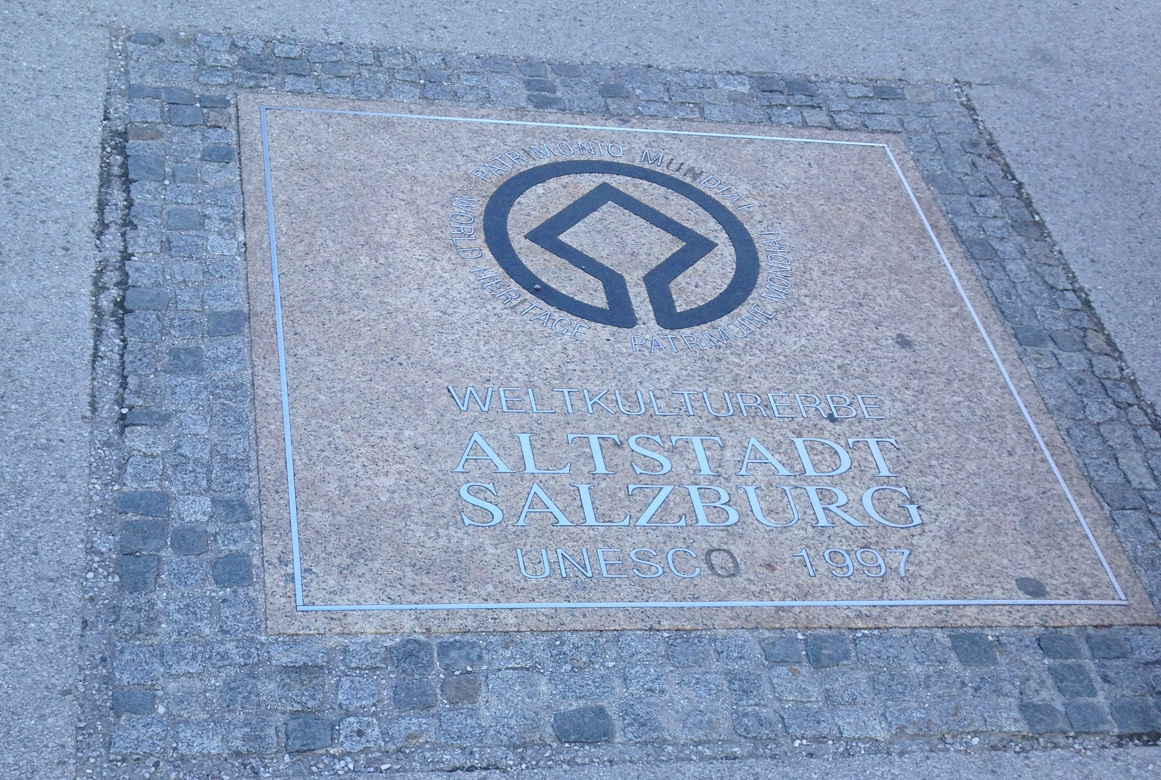 WORLD HERITAGE
PATRIMONIO MUNDIAL
PATRIMOINE MONDIAL
WELTKULTURERBE
ALTSTADT
SALZBURG
UNESCO 1997